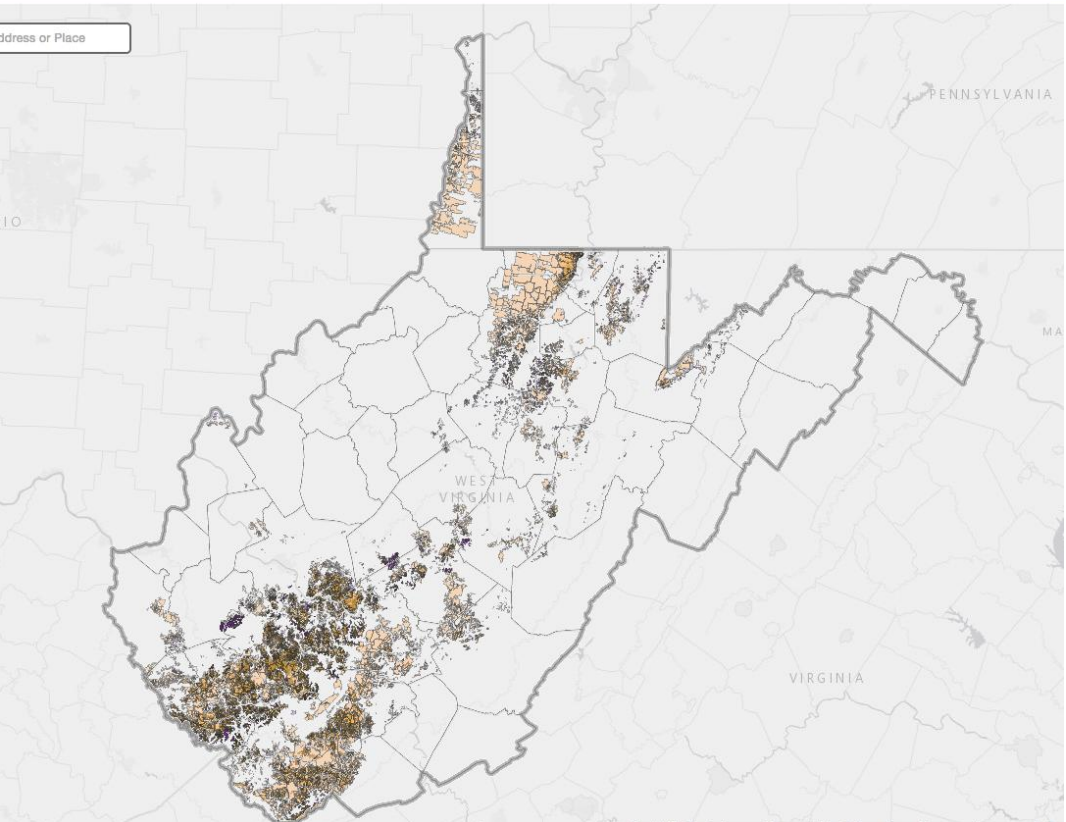 ddress or Place
PENNSYLVANIA
IO
MA
WEST
VIRGINIA
VIRGINIA